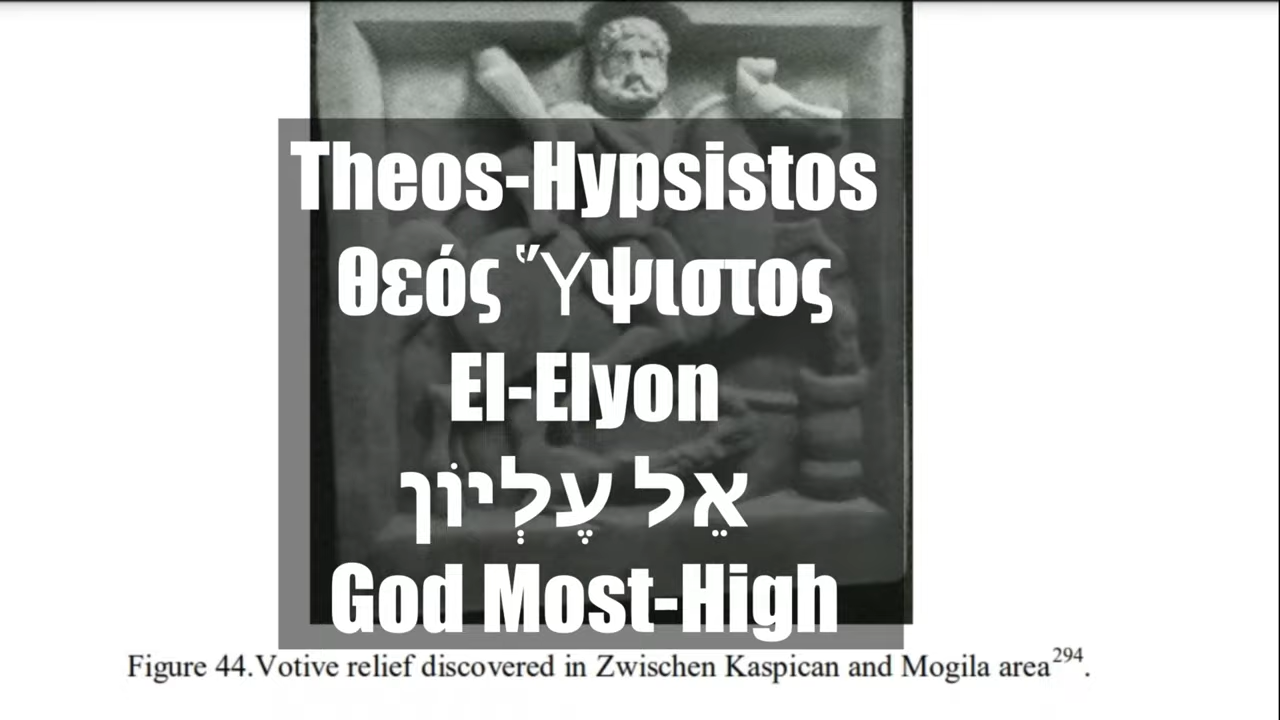 Theos-Hypsistos
θεός Ὕψιστος
El-Elyon
אֵל עֶלְיוֹן
God Most-High
Figure 44.Votive relief discovered in Zwischen Kaspican and Mogila area294.